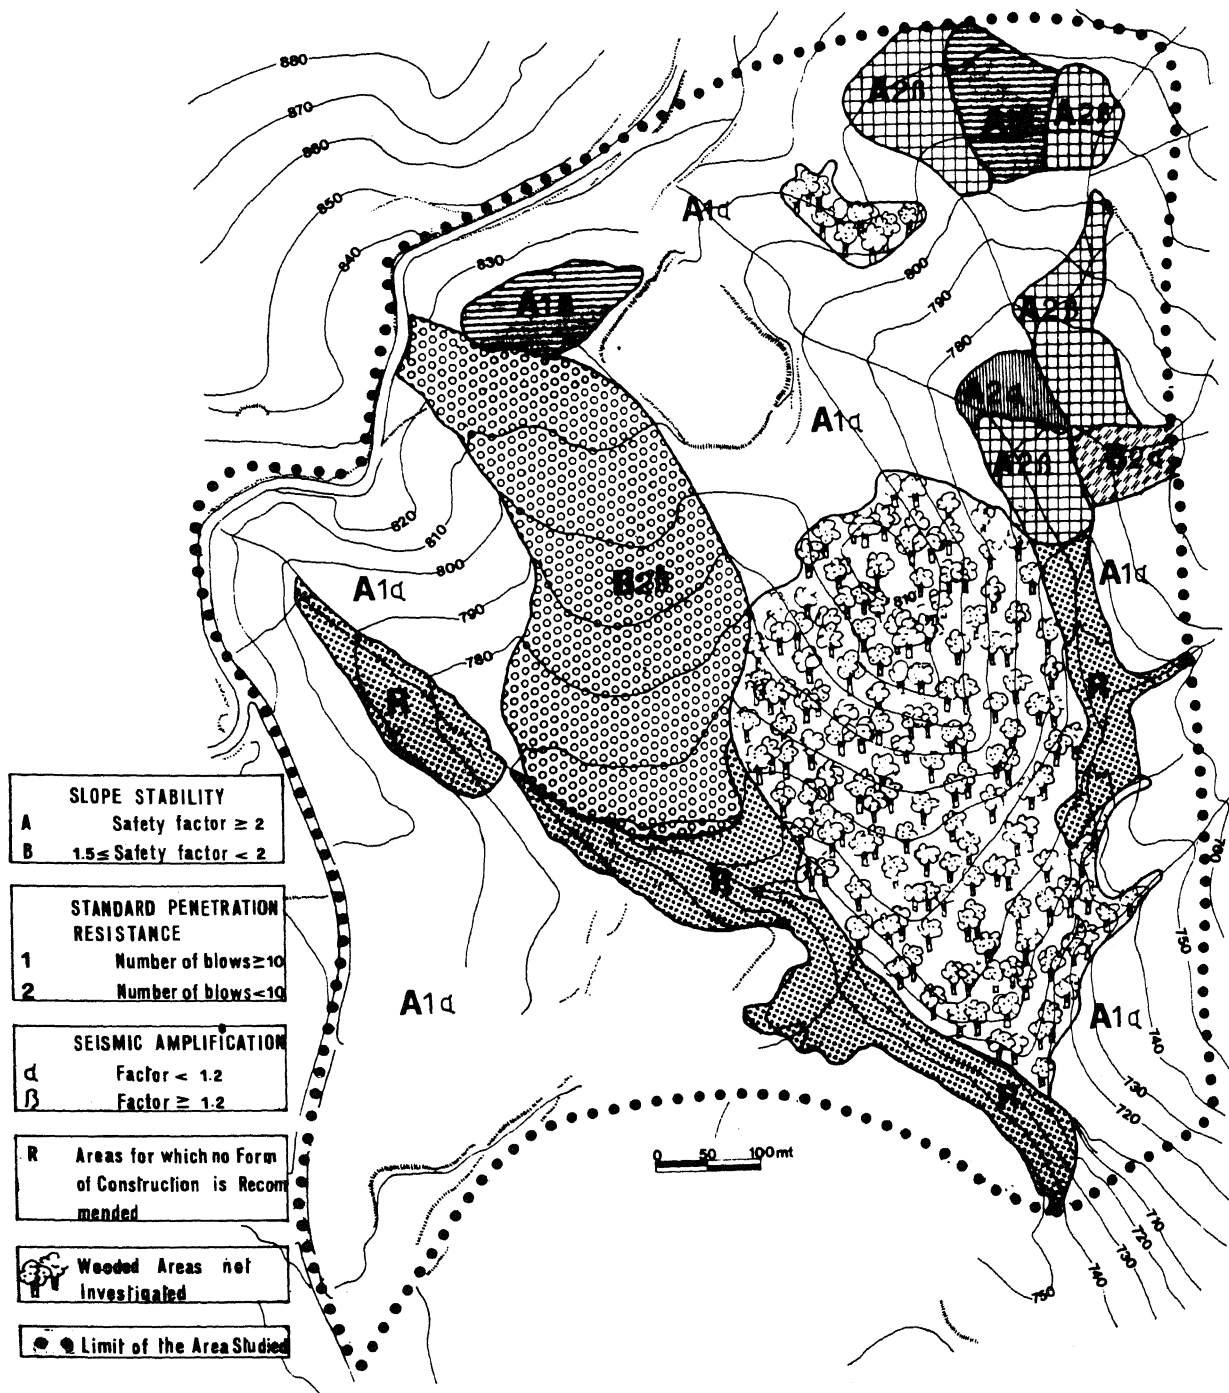 880
870
860
850
840
830
A2β
A2β
A1α
800
790
780
A1β
A2β
A2α
A1α
A2β
B2α
820
810
800
790
780
A1α
B2β
810
A1α
R
R
R
R
A1α
A1α
760
750
740
730
720
710
720
730
740
750
0 50 100mt
SLOPE STABILITY
A Safety factor ≥ 2
B 1.5≤Safety factor < 2
STANDARD PENETRATION
RESISTANCE
1 Number of blows≥10
2 Number of blows<10
SEISMIC AMPLIFICATION
α Factor < 1.2
β Factor ≥ 1.2
R Areas for which no Form
of Construction is Recom
mended
Wooded Areas not
Investigated
Limit of the Area Studied